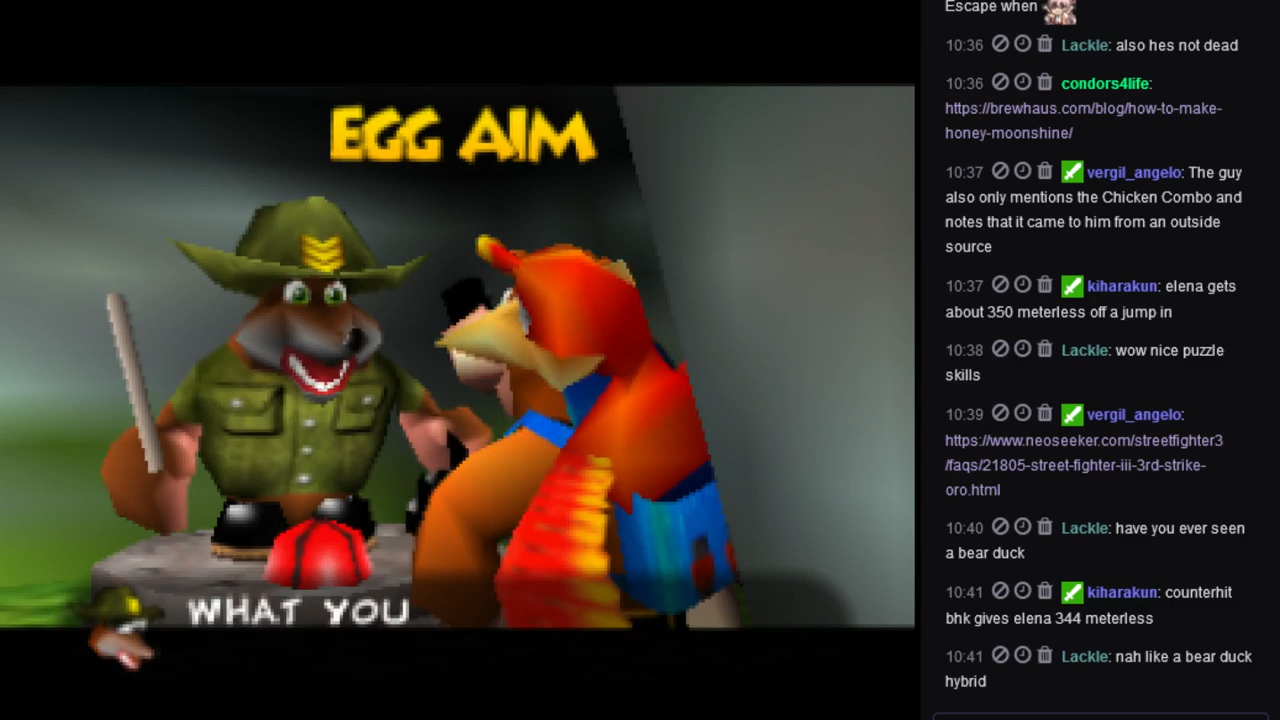 EGG AIM
WHAT YOU
Escape when
10:36 Lackle: also hes not dead
10:36 condors4life:
https://brewhaus.com/blog/how-to-make-
honey-moonshine/
10:37 vergil_angelo: The guy
also only mentions the Chicken Combo and
notes that it came to him from an outside
source
10:37 kiharakun: elena gets
about 350 meterless off a jump in
10:38 Lackle: wow nice puzzle
skills
10:39 vergil_angelo:
https://www.neoseeker.com/streetfighter3
/faqs/21805-street-fighter-iii-3rd-strike-
oro.html
10:40 Lackle: have you ever seen
a bear duck
10:41 kiharakun: counterhit
bhk gives elena 344 meterless
10:41 Lackle: nah like a bear duck
hybrid